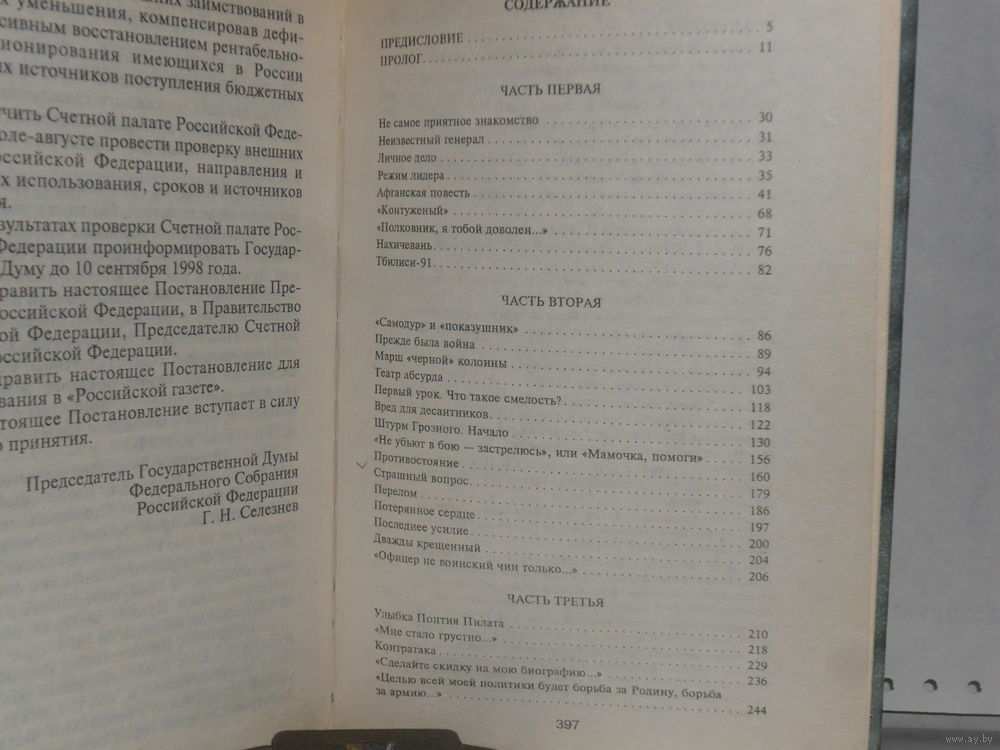 заимствований в
уменьшения, компенсировав дефи-
сивным восстановлением рентабельно-
ционирования имеющихся в России
х источников поступления бюджетных
учить Счетной палате Российской Феде-
юле-августе провести проверку внешних
оссийской Федерации, направления и
х использования, сроков и источников
я.
зультатах проверки Счетной палате Рос-
Федерации проинформировать Государ-
Думу до 10 сентября 1998 года.
равить настоящее Постановление Пре-
оссийской Федерации, в Правительство
ой Федерации, Председателю Счетной
оссийской Федерации.
править настоящее Постановление для
вания в «Российской газете».
тоящее Постановление вступает в силу
о принятия.
Председатель Государственной Думы
Федерального Собрания
Российской Федерации
Г. Н. Селезнев
СОДЕРЖАНИЕ
ПРЕДИСЛОВИЕ 5
ПРОЛОГ 11
ЧАСТЬ ПЕРВАЯ
Не самое приятное знакомство 30
Неизвестный генерал 31
Личное дело 33
Режим лидера 35
Афганская повесть 41
«Контуженый» 68
«Полковник, я тобой доволен...» 71
Нахичевань 76
Тбилиси-91 82
ЧАСТЬ ВТОРАЯ
«Самодур» и «показушник» 86
Прежде была война 89
Марш «черной» колонны 94
Театр абсурда 103
Первый урок. Что такое смелость? 118
Вред для десантников 122
Штурм Грозного. Начало 130
«Не убьют в бою — застрелюсь», или «Мамочка, помоги» 156
Противостояние 160
Страшный вопрос 179
Перелом 186
Потерянное сердце 197
Последнее усилие 200
Дважды крещенный 204
«Офицер не воинский чин только...» 206
ЧАСТЬ ТРЕТЬЯ
Улыбка Понтия Пилата 210
«Мне стало грустно...» 218
Контратака 229
«Сделайте скидку на мою биографию...» 236
«Целью всей моей политики будет борьба за Родину, борьба
за армию...» 244
397
www.ay.by